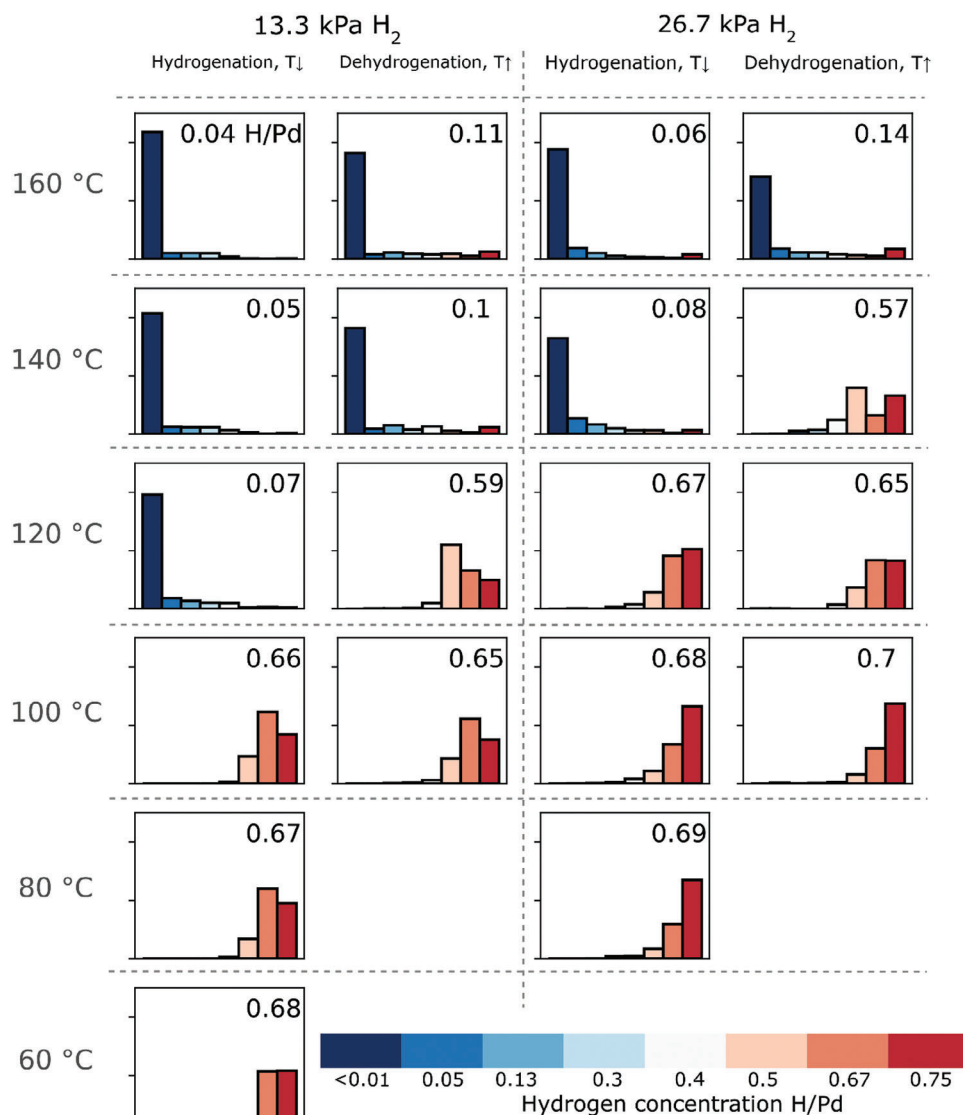 13.3 kPa H₂ 26.7 kPa H₂
Hydrogenation, T↓ Dehydrogenation, T↑ Hydrogenation, T↓ Dehydrogenation, T↑
160 °C 0.04 H/Pd 0.11 0.06 0.14
140 °C 0.05 0.1 0.08 0.57
120 °C 0.07 0.59 0.67 0.65
100 °C 0.66 0.65 0.68 0.7
80 °C 0.67 0.69
60 °C 0.68
<0.01 0.05 0.13 0.3 0.4 0.5 0.67 0.75
Hydrogen concentration H/Pd